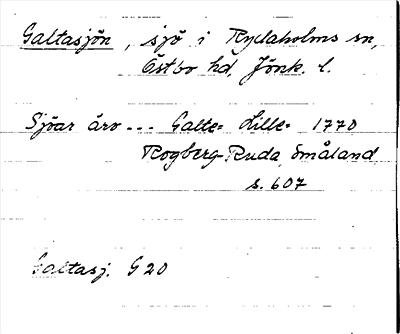 Galtasjön, sjö i Rydaholms sn,
Östbo hd, Jönk. l.
Sjöar äro --- Galte= Lille= 1770
Rogberg-Ruda, Småland
s. 607
Galtasj. G 20